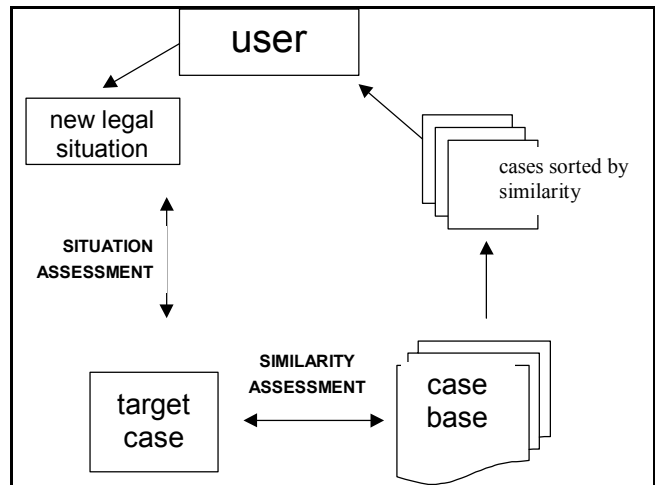 user
new legal
situation
cases sorted by
similarity
SITUATION
ASSESSMENT
SIMILARITY
ASSESSMENT
target
case
case
base